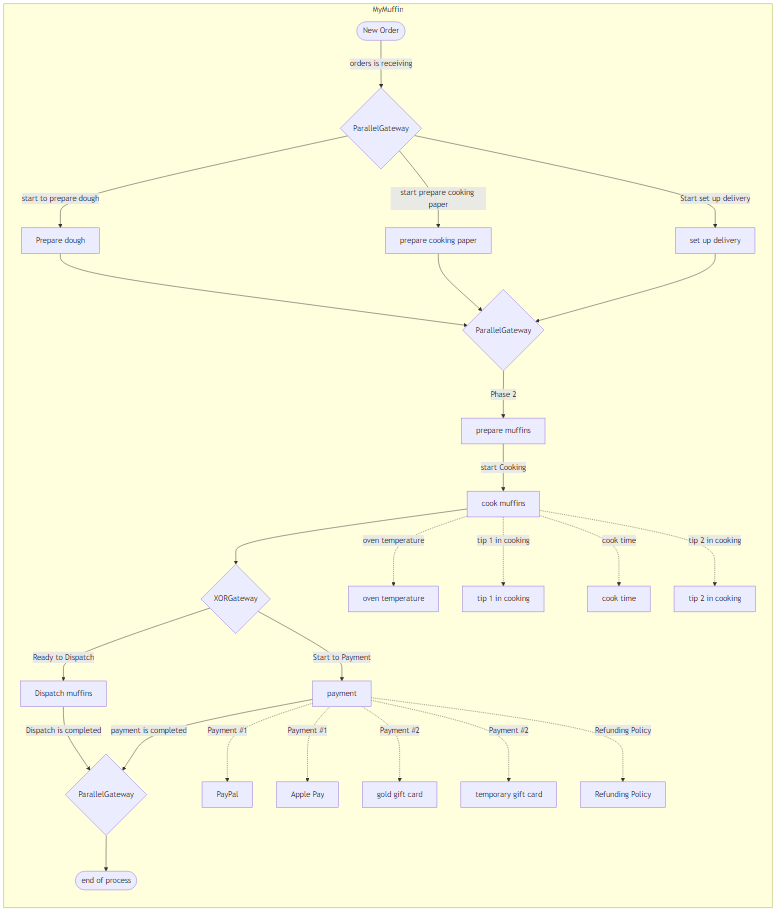 MyMuffin
New Order
orders is receiving
ParallelGateway
start to prepare dough
start prepare cooking
paper
Start set up delivery
Prepare dough
prepare cooking paper
set up delivery
ParallelGateway
Phase 2
prepare muffins
start Cooking
cook muffins
oven temperature
tip 1 in cooking
cook time
tip 2 in cooking
XORGateway
oven temperature
tip 1 in cooking
cook time
tip 2 in cooking
Ready to Dispatch
Start to Payment
Dispatch muffins
payment
Dispatch is completed
payment is completed
Payment #1
Payment #1
Payment #2
Payment #2
Refunding Policy
ParallelGateway
PayPal
Apple Pay
gold gift card
temporary gift card
Refunding Policy
end of process